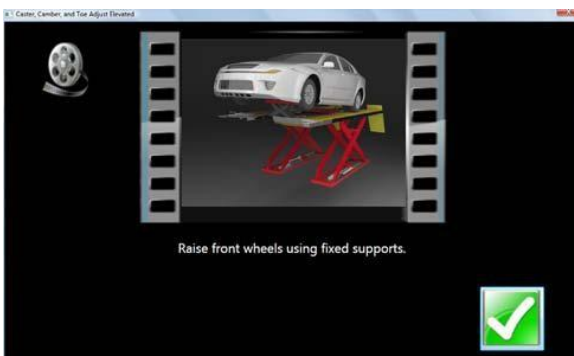 Caster, Camber, and Toe Adjust Elevated
Raise front wheels using fixed supports.